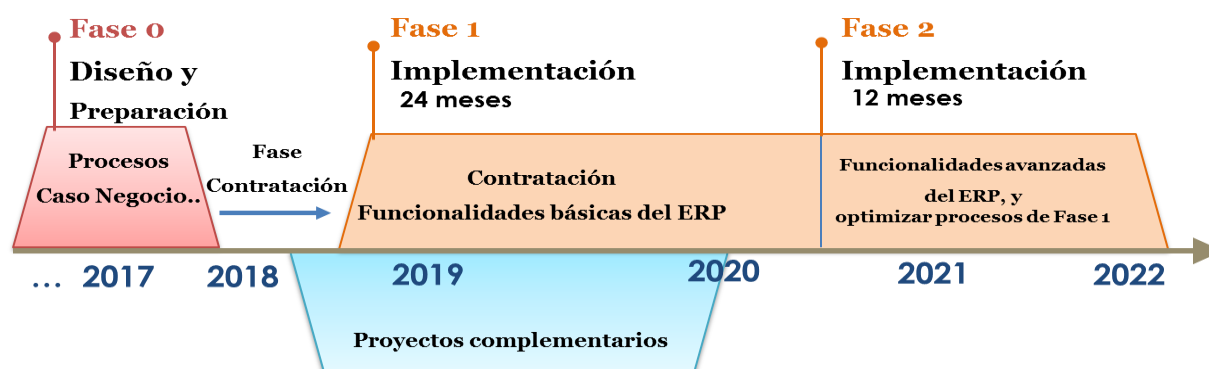 Fase 0
Diseño y
Preparación
Procesos
Caso Negocio..
Fase
Contratación
Fase 1
Implementación
24 meses
Contratación
Funcionalidades básicas del ERP
Fase 2
Implementación
12 meses
Funcionalidades avanzadas
del ERP, y
optimizar procesos de Fase 1
... 2017 2018 2019 2020 2021 2022
Proyectos complementarios